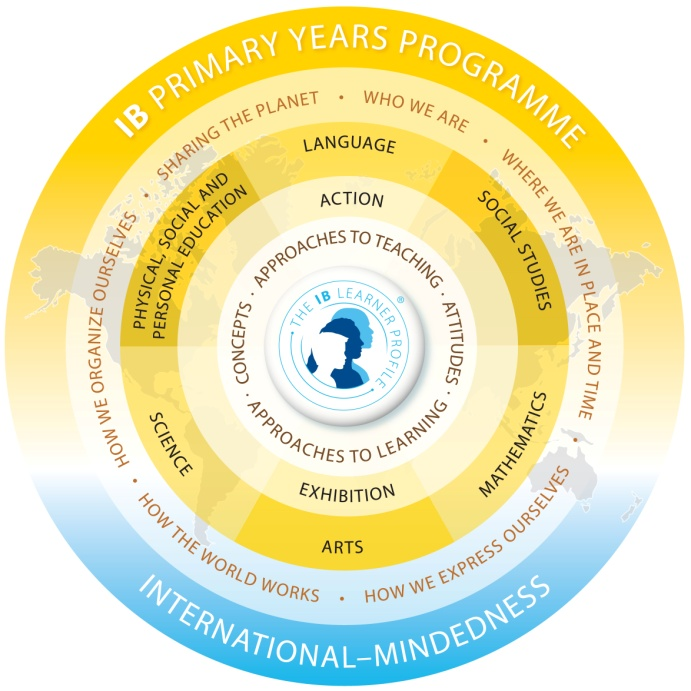 IB PRIMARY YEARS PROGRAMME
SHARING THE PLANET •
WHO WE ARE •
WHERE WE ARE IN PLACE AND TIME •
HOW WE EXPRESS OURSELVES •
HOW THE WORLD WORKS •
HOW WE ORGANIZE OURSELVES •
LANGUAGE
SOCIAL STUDIES
MATHEMATICS
ARTS
SCIENCE
PHYSICAL, SOCIAL AND
PERSONAL EDUCATION
ACTION
EXHIBITION
APPROACHES TO TEACHING ·
ATTITUDES ·
APPROACHES TO LEARNING ·
CONCEPTS ·
THE IB LEARNER PROFILE ®
INTERNATIONAL–MINDEDNESS